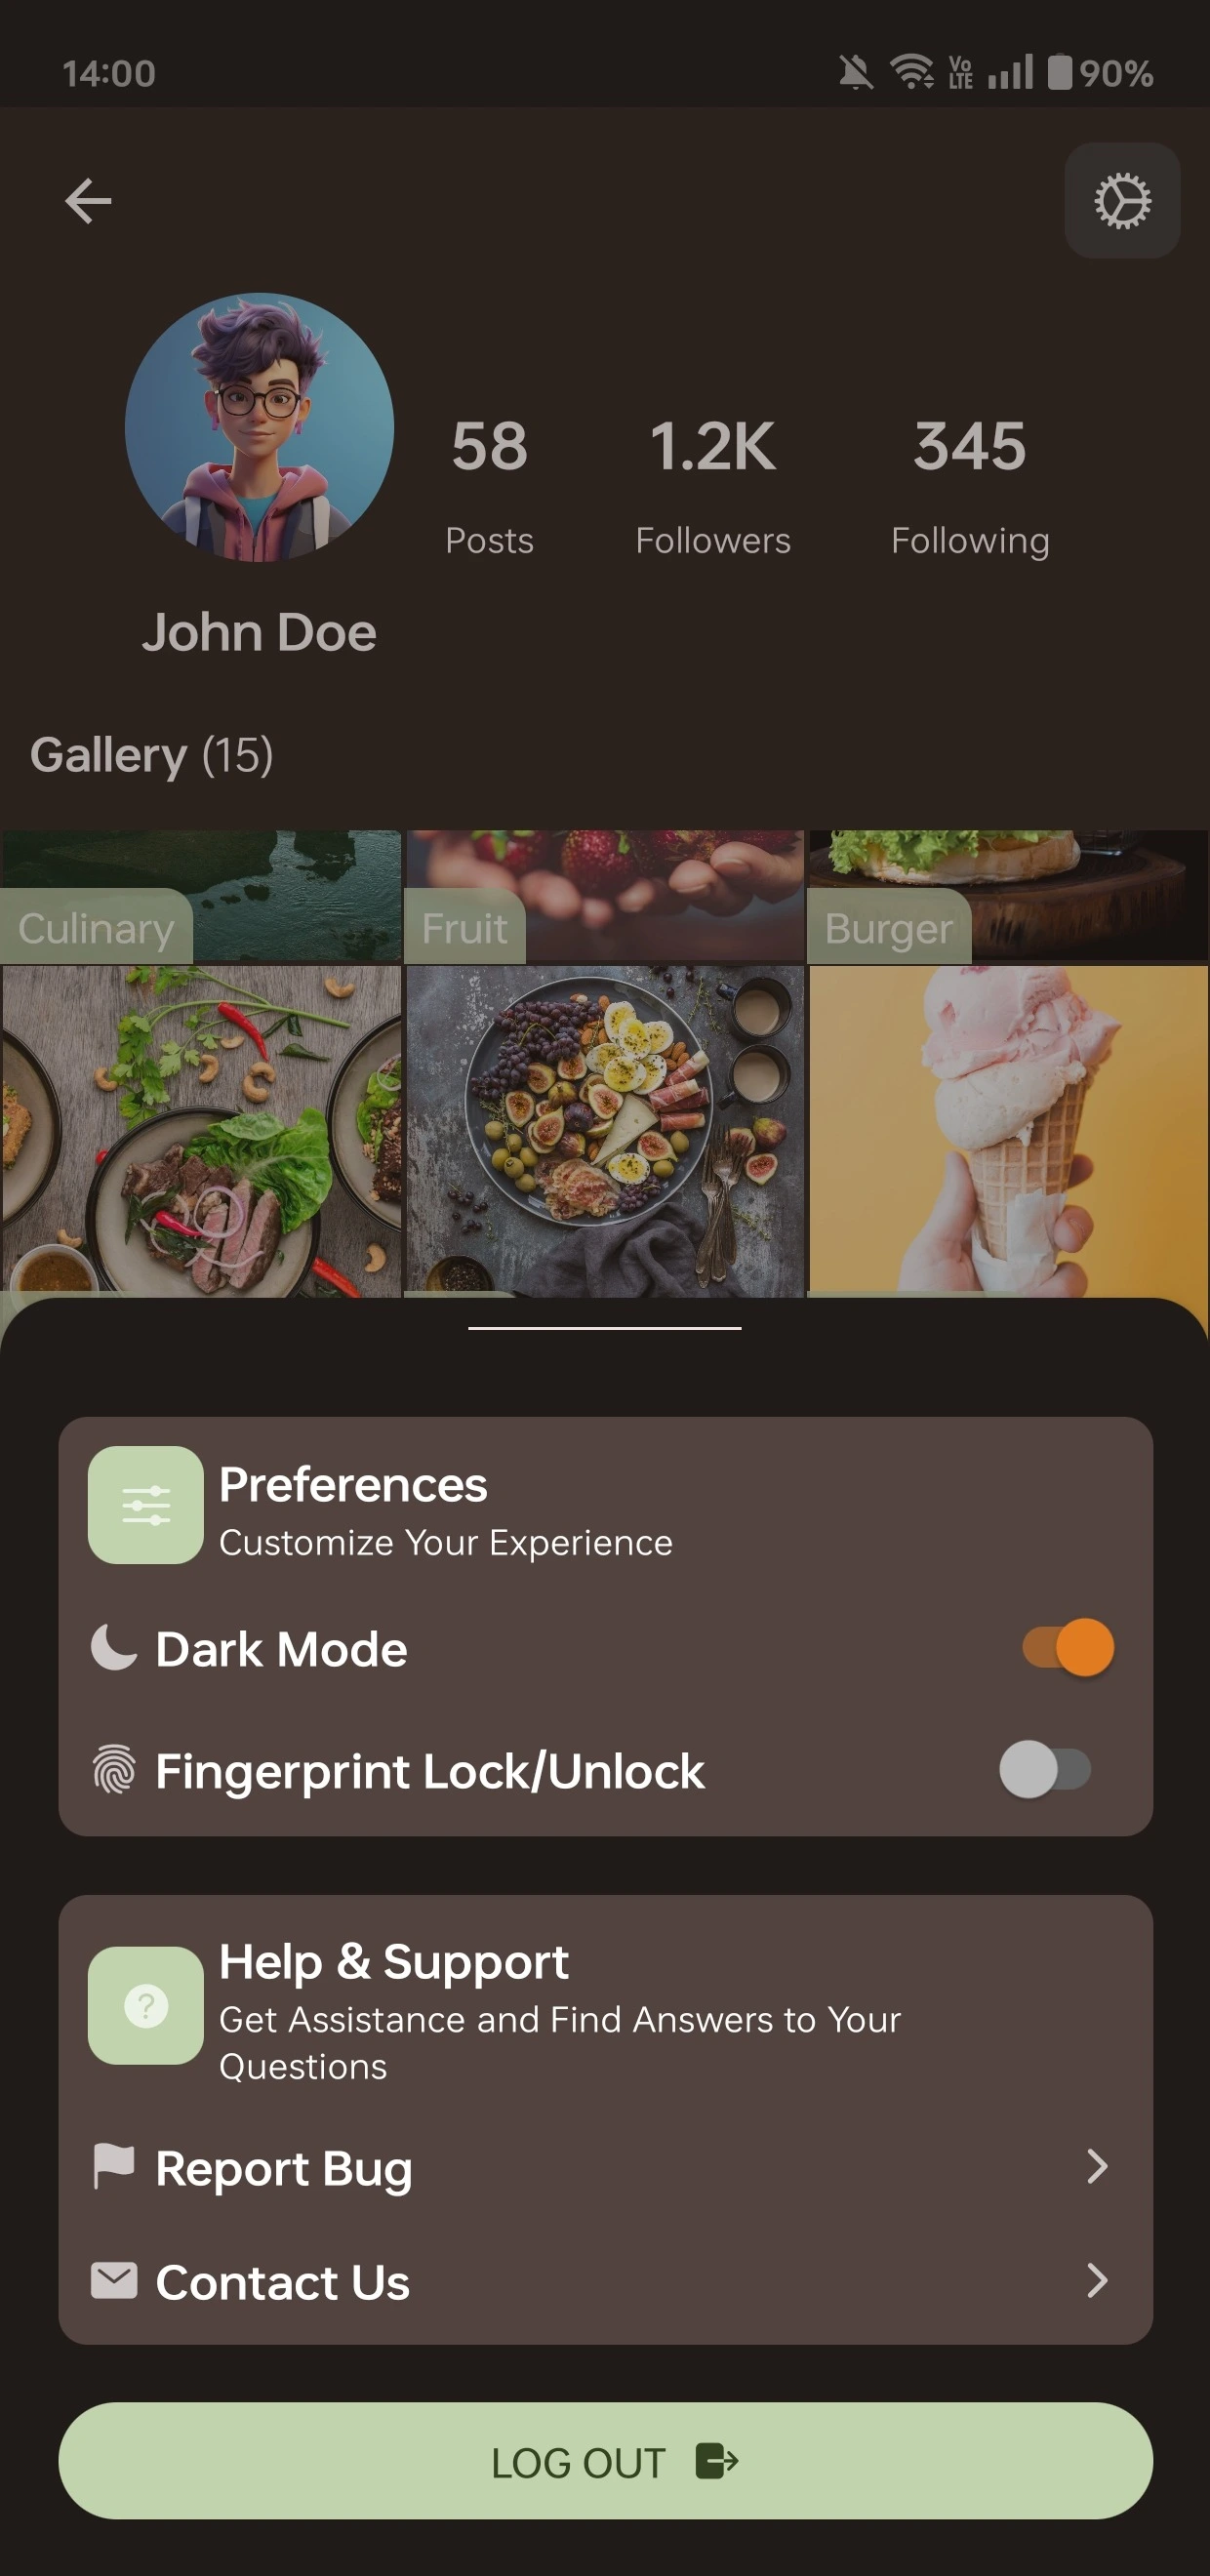 14:00
Vo
LTE
90%
58
1.2K
345
Posts
Followers
Following
John Doe
Gallery (15)
Culinary
Fruit
Burger
Preferences
Customize Your Experience
Dark Mode
Fingerprint Lock/Unlock
Help & Support
?
Get Assistance and Find Answers to Your
Questions
Report Bug
Contact Us
LOG OUT